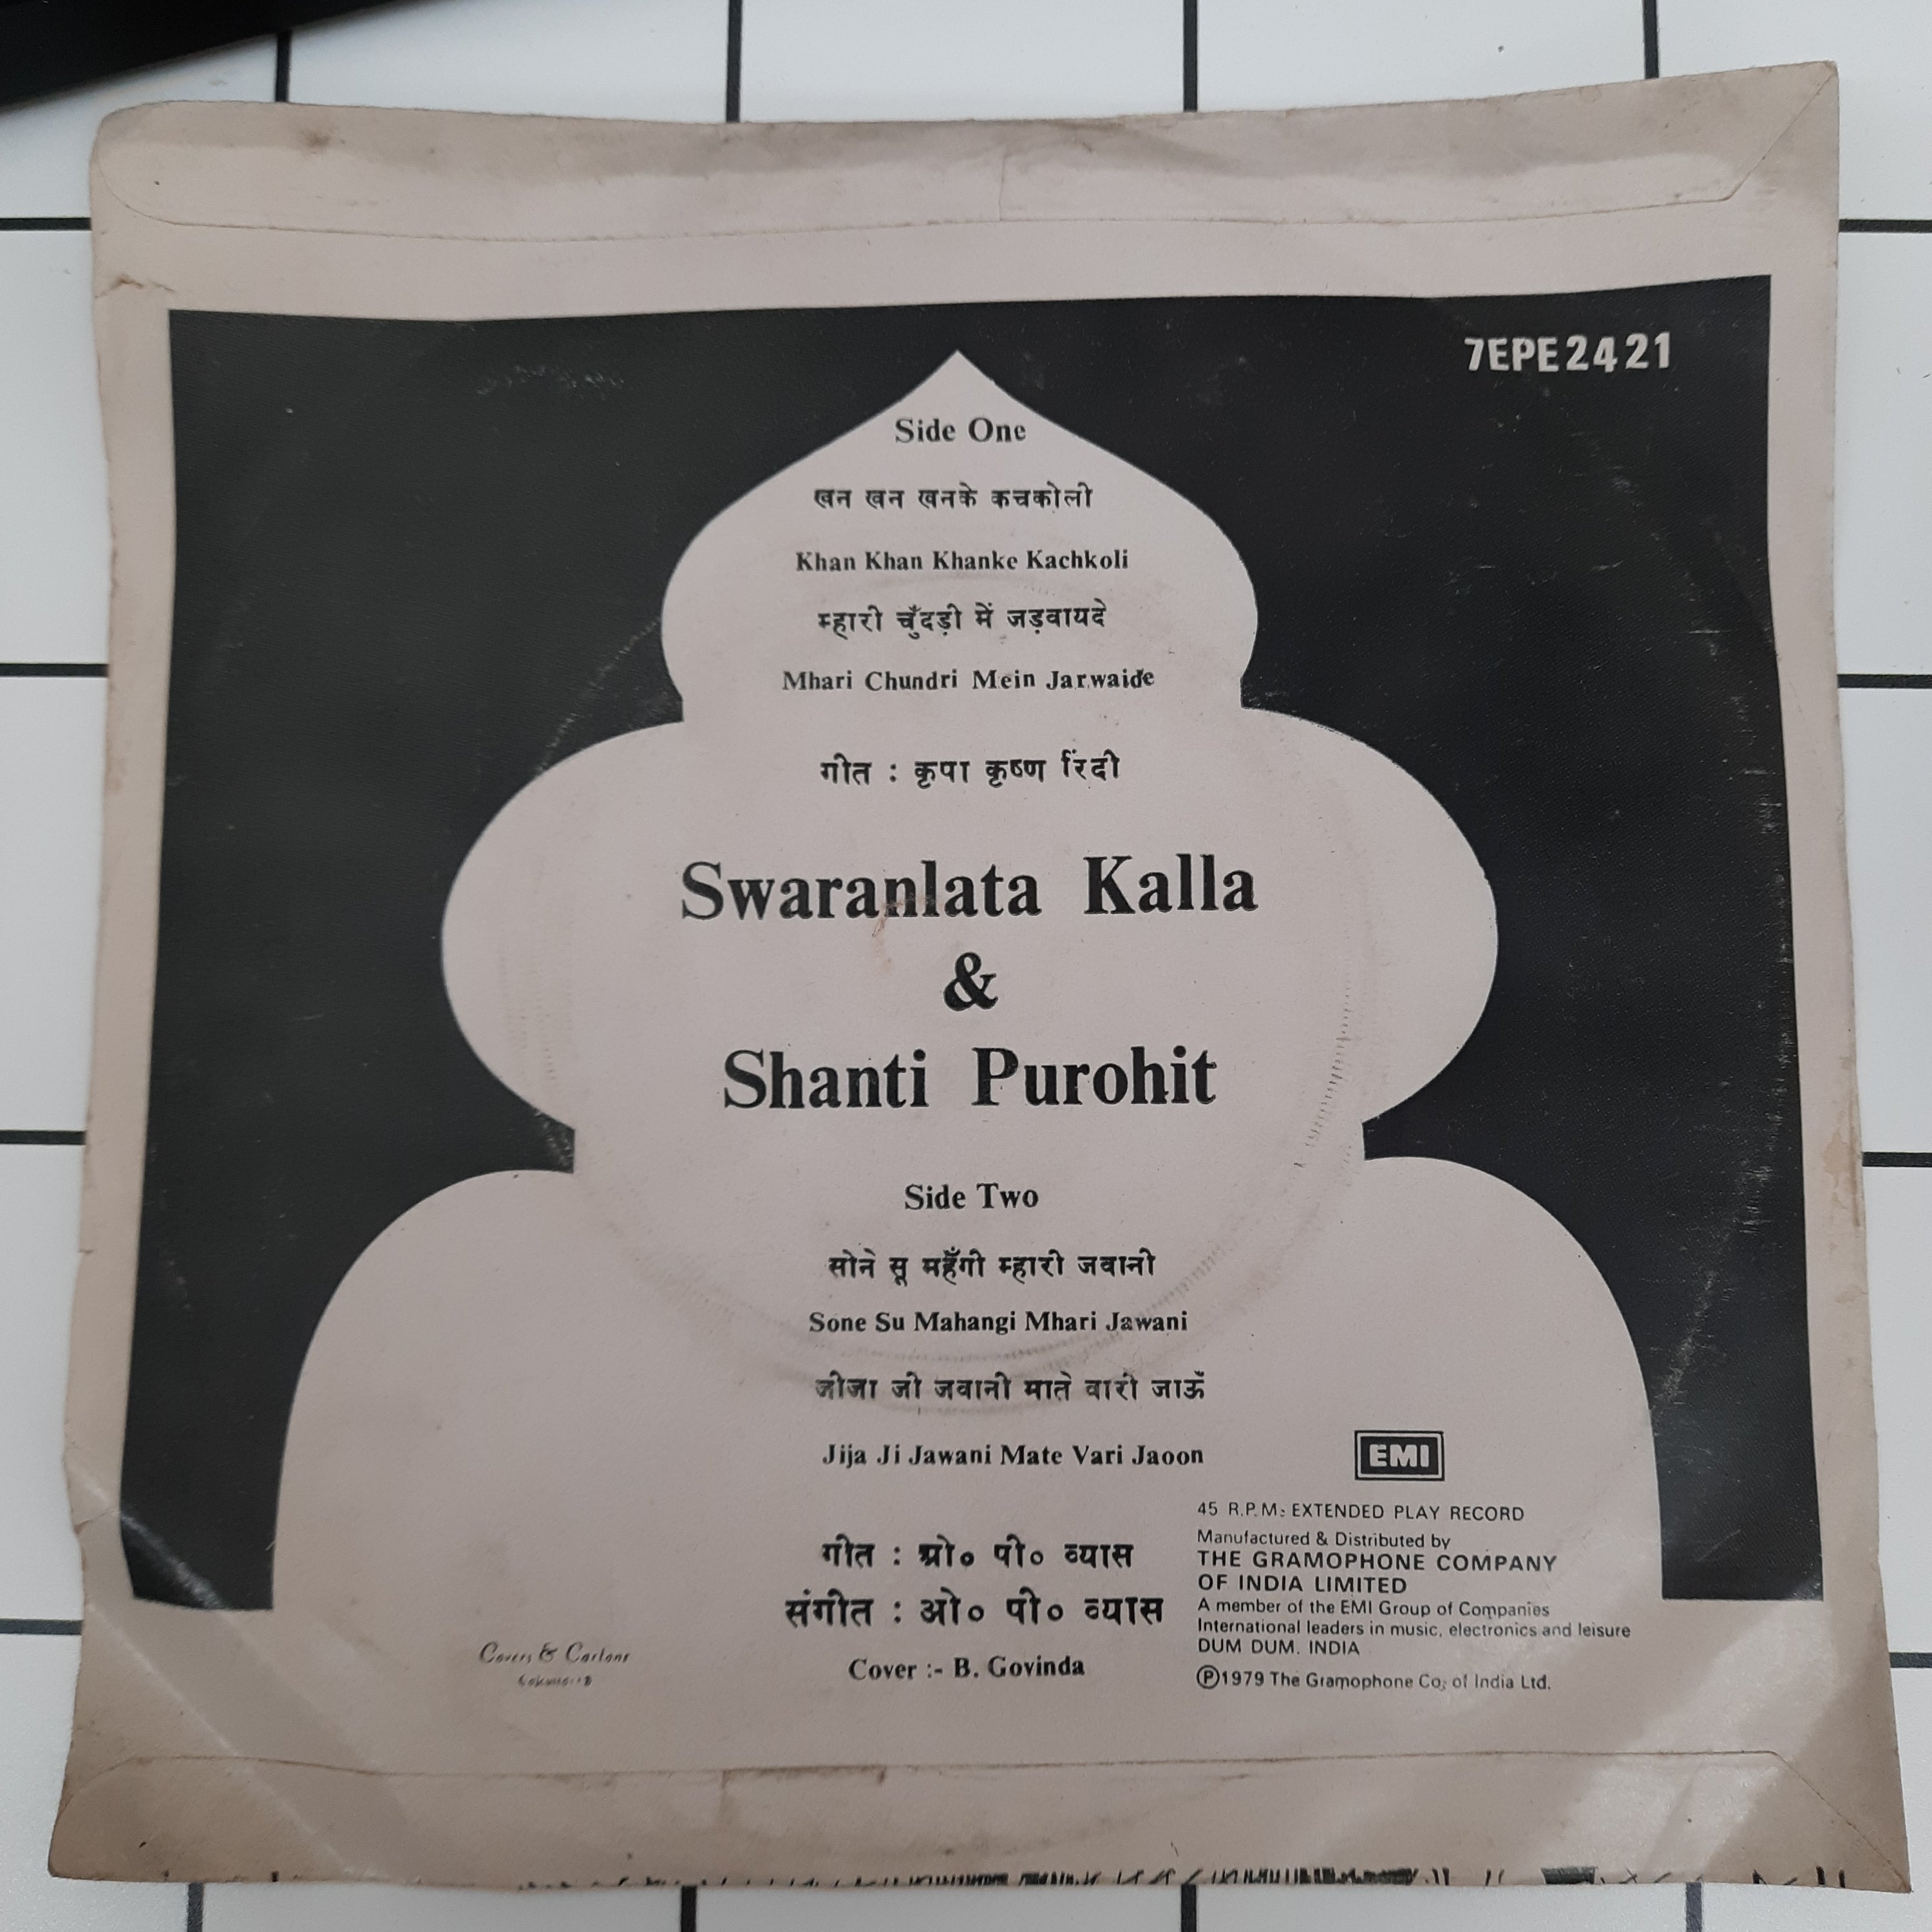 7EPE 2421
Side One
खन खन खनके कचकोली
Khan Khan Khanke Kachkoli
म्हारी चुँदड़ी में जड़वायदे
Mhari Chundri Mein Jarwaide
गीत : कृपा कृष्ण रिंदी
Swaranlata Kalla
&
Shanti Purohit
Side Two
सोने सू महँगी म्हारी जवानी
Sone Su Mahangi Mhari Jawani
जीजा जी जवानी माते वारी जाऊँ
Jija Ji Jawani Mate Vari Jaoon
गीत : प्रो० पी० व्यास
संगीत : ओ० पी० व्यास
Cover :- B. Govinda
Covers & Cartons
EMI
45 R.P.M: EXTENDED PLAY RECORD
Manufactured & Distributed by
THE GRAMOPHONE COMPANY
OF INDIA LIMITED
A member of the EMI Group of Companies
International leaders in music, electronics and leisure
DUM DUM. INDIA
Ⓟ1979 The Gramophone Co; of India Ltd.